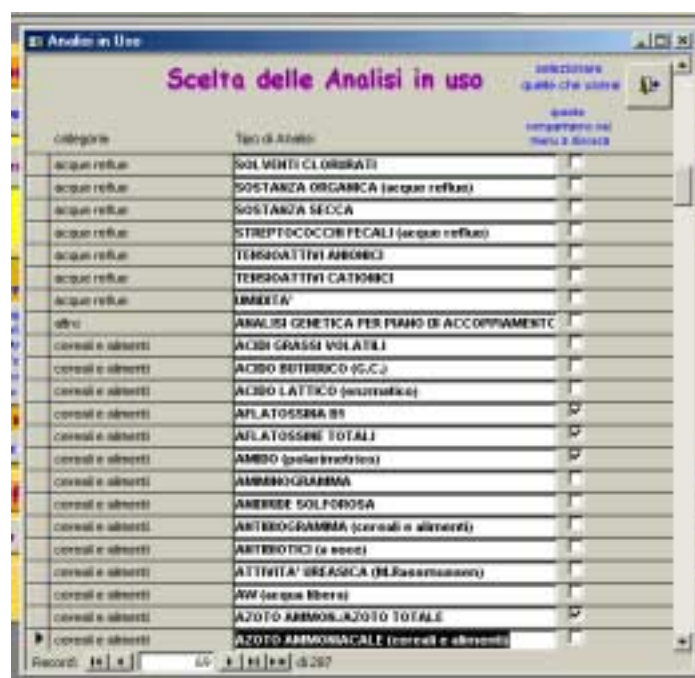 Analisi in Uso
Scelta delle Analisi in uso
selezionare
quelle che
queste
menu a discesa
categorie Tipo di Analisi
acque reflue SOLVENTI CLORURATI
acque reflue SOSTANZA ORGANICA (acque reflue)
acque reflue SOSTANZA SECCA
acque reflue STREPTOCOCCHI FECALI (acque reflue)
acque reflue TENSIOATTIVI ANIONICI
acque reflue TENSIOATTIVI CATIONICI
acque reflue UMIDITA'
altro ANALISI GENETICA PER PIANO DI ACCOPPIAMENTO
cereali e alimenti ACIDI GRASSI VOLATILI
cereali e alimenti ACIDO BUTIRRICO (G.C.)
cereali e alimenti ACIDO LATTICO (enzimatico)
cereali e alimenti AFLATOSSINA B1
cereali e alimenti AFLATOSSINE TOTALI
cereali e alimenti AMIDO (polarimetrico)
cereali e alimenti AMMINOGRAMMA
cereali e alimenti ANIDRIDE SOLFOROSA
cereali e alimenti ANTIBIOGRAMMA (cereali e alimenti)
cereali e alimenti ANTIBIOTICI (a voce)
cereali e alimenti ATTIVITA' UREASICA (M.Rassmussen)
cereali e alimenti AW (acqua libera)
cereali e alimenti AZOTO AMMON./AZOTO TOTALE
cereali e alimenti AZOTO AMMONIACALE (cereali e alimenti)
Record: 69 di 287